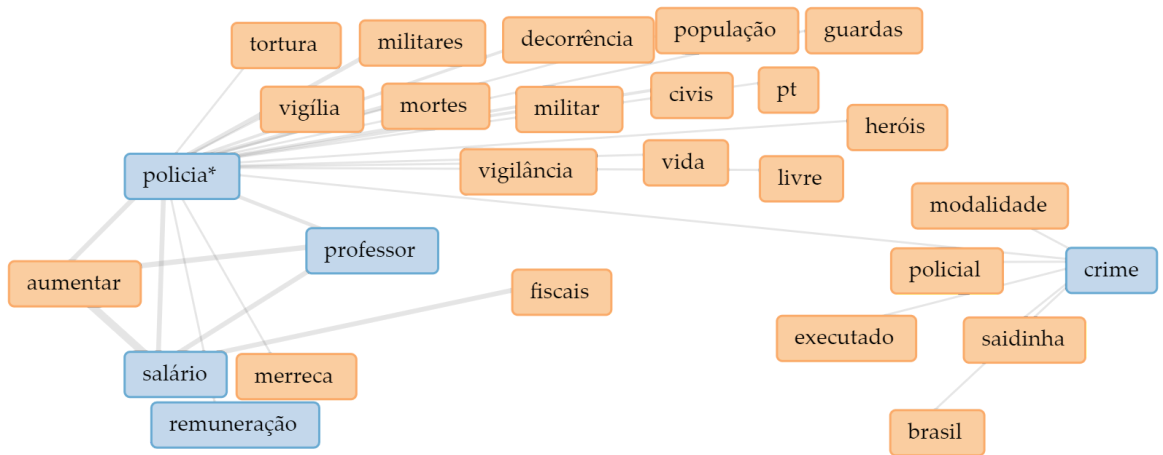 tortura
militares
decorrência
população
guardas
vigília
mortes
militar
civis
pt
heróis
policia*
vigilância
vida
livre
modalidade
professor
aumentar
policial
crime
fiscais
executado
saidinha
salário
merreca
remuneração
brasil